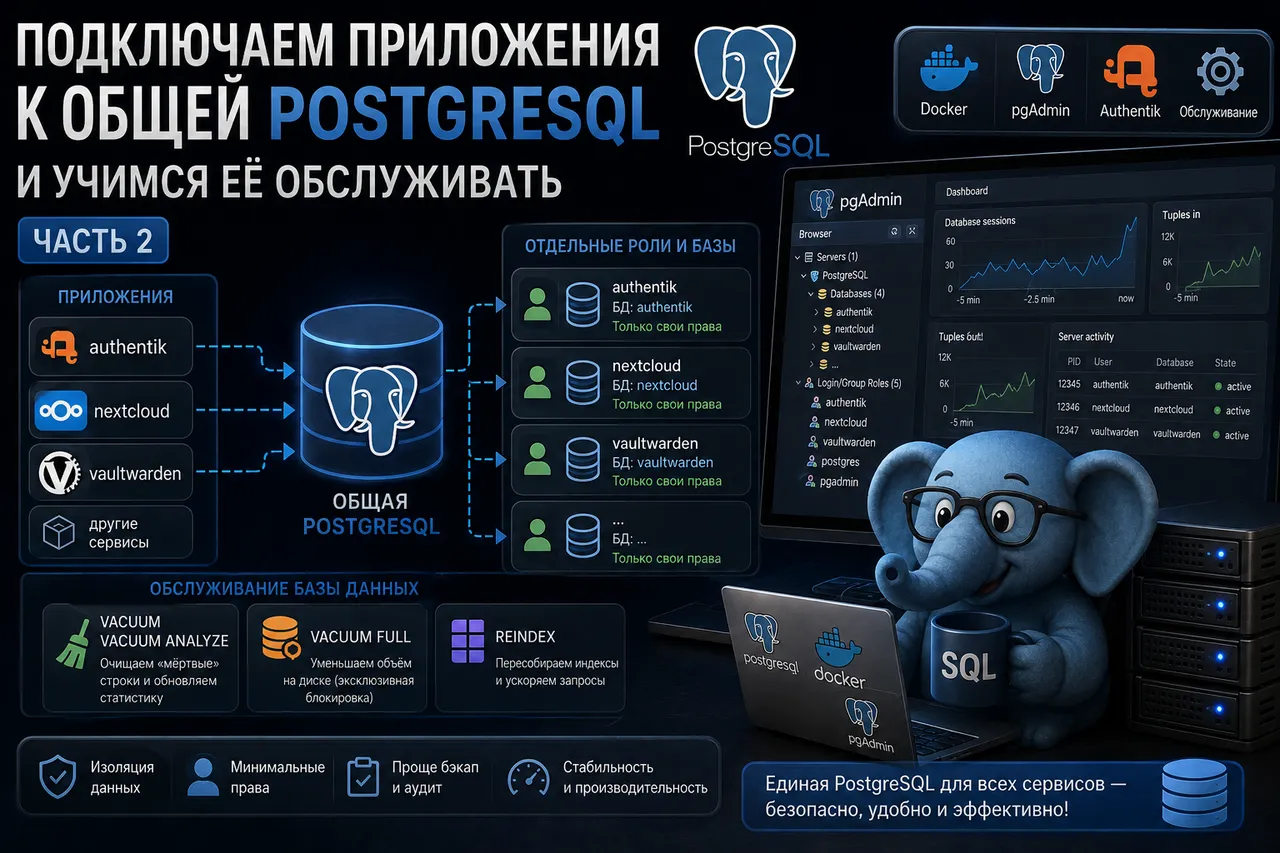 ПОДКЛЮЧАЕМ ПРИЛОЖЕНИЯ
К ОБЩЕЙ POSTGRESQL
И УЧИМСЯ ЕЁ ОБСЛУЖИВАТЬ
ЧАСТЬ 2
PostgreSQL
Docker
pgAdmin
Authentik
Обслуживание
ПРИЛОЖЕНИЯ
authentik
nextcloud
vaultwarden
другие
сервисы
ОБЩАЯ
POSTGRESQL
ОТДЕЛЬНЫЕ РОЛИ И БАЗЫ
authentik
БД: authentik
Только свои права
nextcloud
БД: nextcloud
Только свои права
vaultwarden
БД: vaultwarden
Только свои права
...
БД: ...
Только свои права
pgAdmin
Browser
Servers (1)
PostgreSQL
Databases (4)
authentik
nextcloud
vaultwarden
...
Login/Group Roles (5)
authentik
nextcloud
vaultwarden
postgres
pgadmin
Dashboard
Database sessions
60
30
0
-5 min
-2.5 min
now
Tuples in
12K
6K
0
-5 min
Tuples out!
12K
6K
0
-5 min
Server activity
PID User Database State
12345 authentik authentik active
12346 nextcloud nextcloud active
12347 vaultwarden vaultwarden active
ОБСЛУЖИВАНИЕ БАЗЫ ДАННЫХ
VACUUM
VACUUM ANALYZE
Очищаем «мёртвые»
строки и обновляем
статистику
VACUUM FULL
Уменьшаем объём
на диске (эксклюзивная
блокировка)
REINDEX
Пересобираем индексы
и ускоряем запросы
Изоляция
данных
Минимальные
права
Проще бэкап
и аудит
Стабильность
и производительность
postgresql
docker
pgAdmin
SQL
Единая PostgreSQL для всех сервисов —
безопасно, удобно и эффективно!